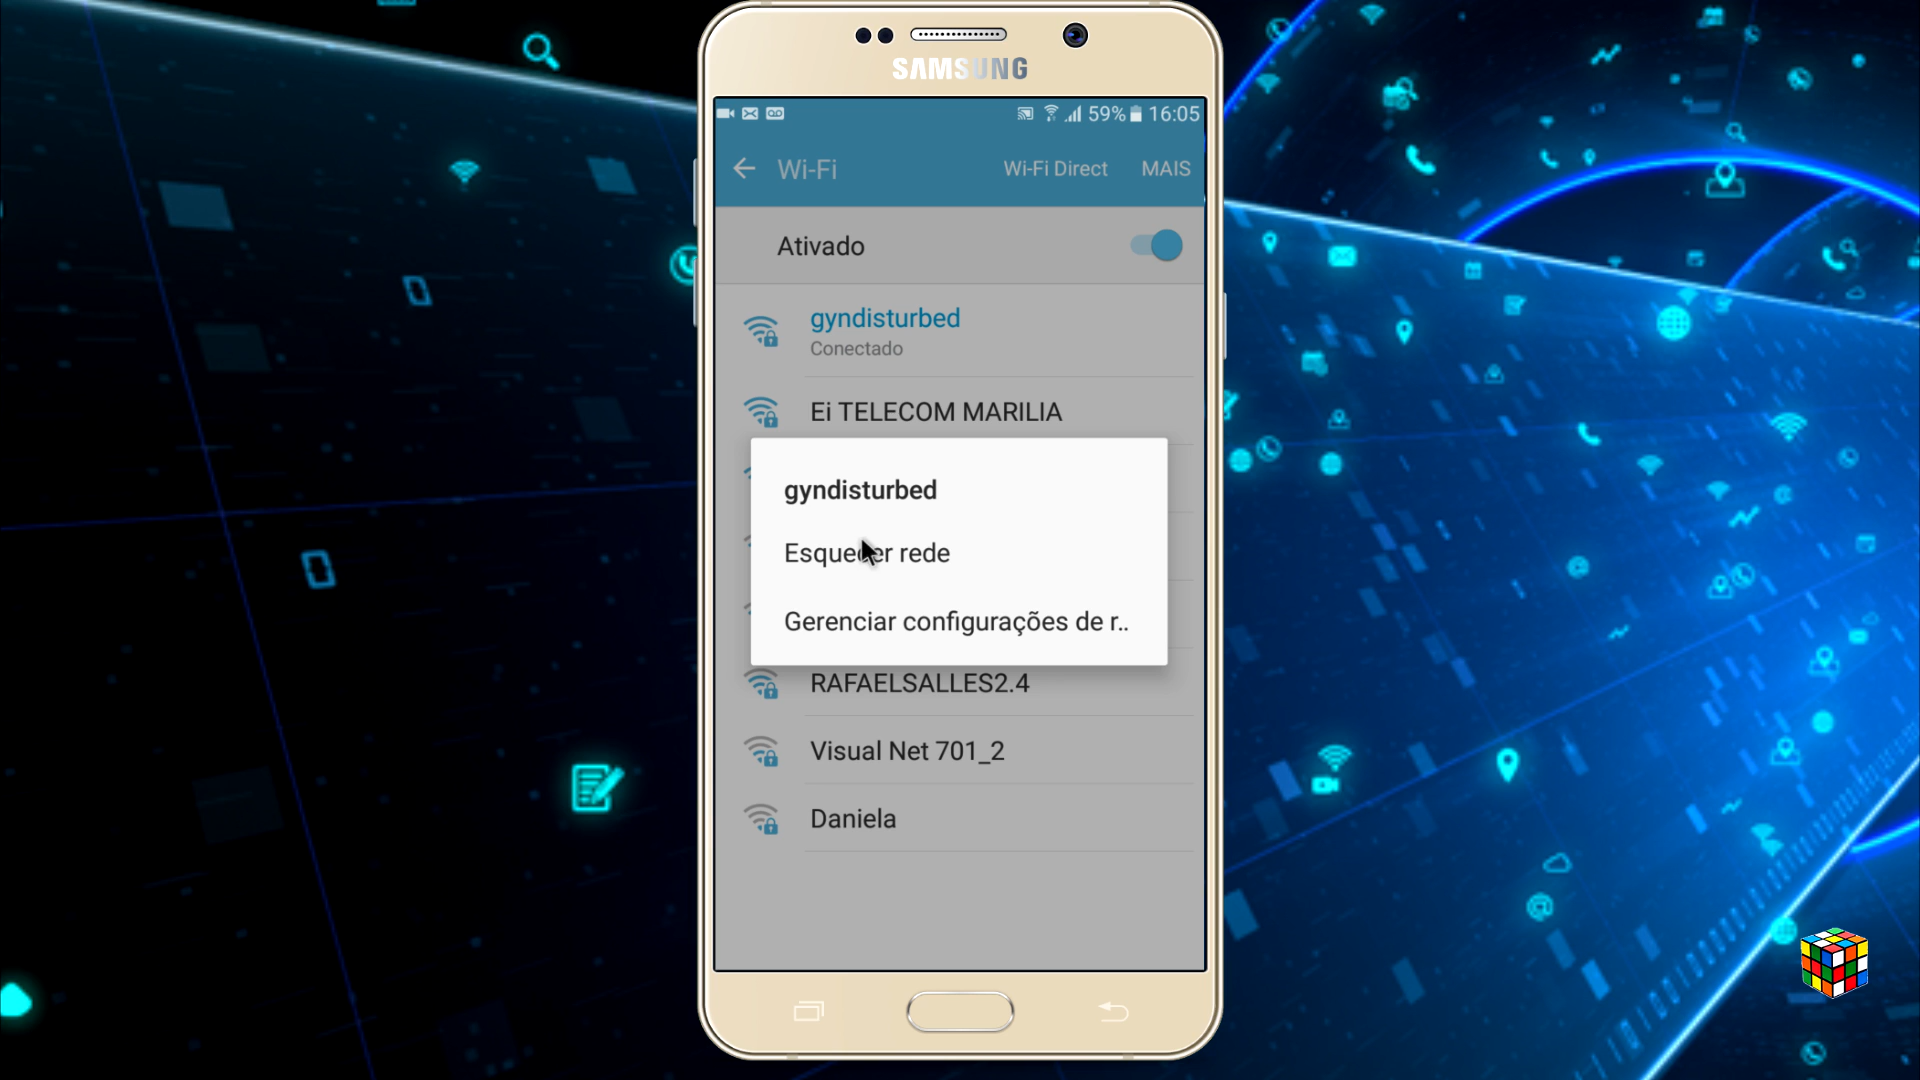 SAMSUNG
59% 16:05
Wi-Fi Wi-Fi Direct MAIS
Ativado
gyndisturbed
Conectado
Ei TELECOM MARILIA
gyndisturbed
Esquecer rede
Gerenciar configurações de r..
RAFAELSALLES2.4
Visual Net 701_2
Daniela